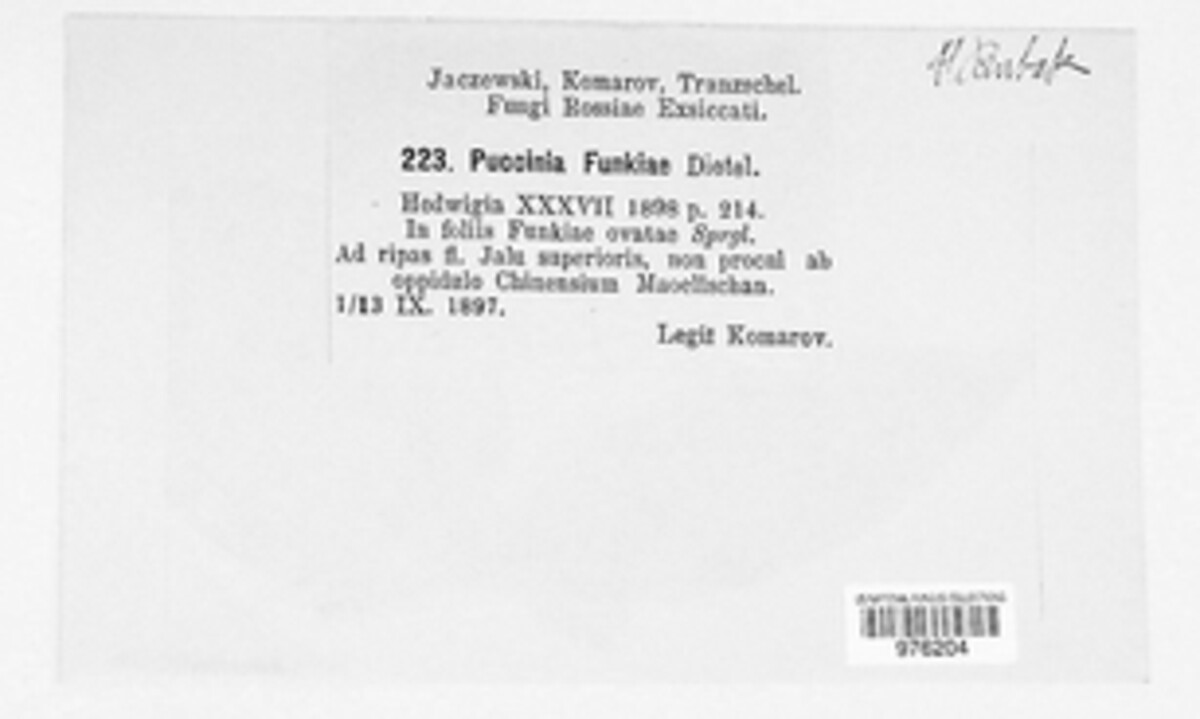 Jaczewski, Komarov, Tranzschel.
Fungi Rossiae Exsiccati.
223. Puccinia Funkiae Dietel.
Hedwigia XXXVII 1898 p. 214.
In foliis Funkiae ovatae Sprgl.
Ad ripas fl. Jalu superioris, non procul ab
oppidulo Chinensium Maoellschan.
1/13 IX. 1897.
Legit Komarov.
976204